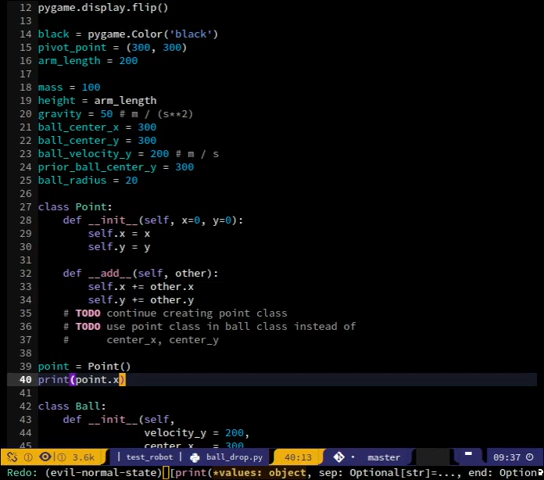 12 pygame.display.flip()
13
14 black = pygame.Color('black')
15 pivot_point = (300, 300)
16 arm_length = 200
17
18 mass = 100
19 height = arm_length
20 gravity = 50 # m / (s**2)
21 ball_center_x = 300
22 ball_center_y = 300
23 ball_velocity_y = 200 # m / s
24 prior_ball_center_y = 300
25 ball_radius = 20
26
27 class Point:
28     def __init__(self, x=0, y=0):
29         self.x = x
30         self.y = y
31
32     def __add__(self, other):
33         self.x += other.x
34         self.y += other.y
35     # TODO continue creating point class
36     # TODO use point class in ball class instead of
37     #      center_x, center_y
38
39 point = Point()
40 print(point.x)
41
42 class Ball:
43     def __init__(self,
44                  velocity_y = 200,
45                  center_x = 300,
① ① 3.6k | test_robot ball_drop.py 40:13 master 09:37
Redo: (evil-normal-state) [print(*values: object, sep: Optional[str]=..., end: Option